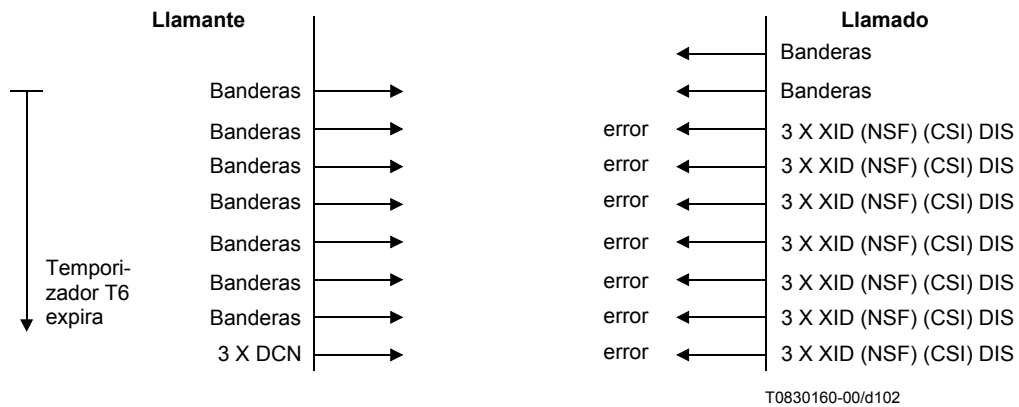 Llamante Llamado
Banderas
Banderas Banderas
Banderas error 3 X XID (NSF) (CSI) DIS
Banderas error 3 X XID (NSF) (CSI) DIS
Banderas error 3 X XID (NSF) (CSI) DIS
Banderas error 3 X XID (NSF) (CSI) DIS
Tempori-
zador T6
expira
Banderas error 3 X XID (NSF) (CSI) DIS
Banderas error 3 X XID (NSF) (CSI) DIS
3 X DCN error 3 X XID (NSF) (CSI) DIS
T0830160-00/d102